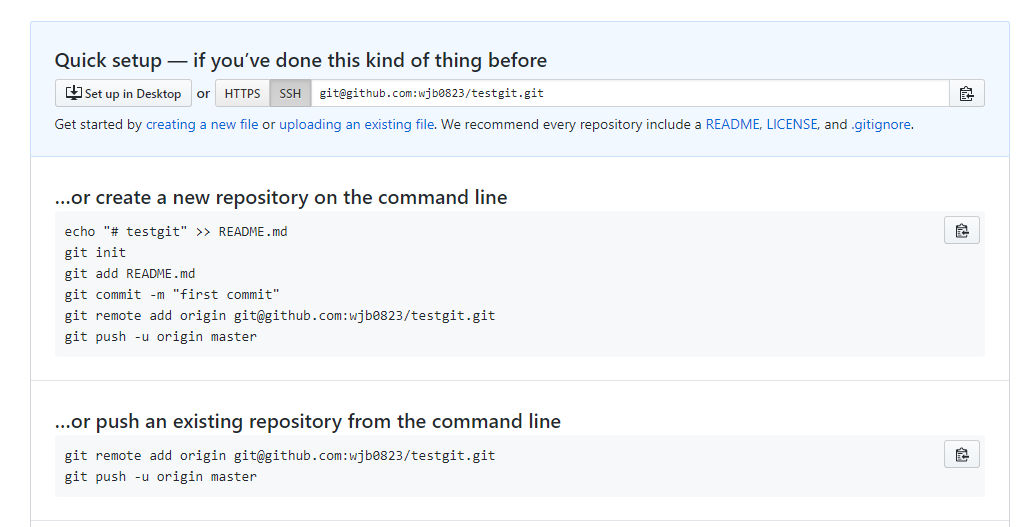 Quick setup — if you’ve done this kind of thing before
Set up in Desktop or HTTPS SSH git@github.com:wjb0823/testgit.git
Get started by creating a new file or uploading an existing file. We recommend every repository include a README, LICENSE, and .gitignore.
…or create a new repository on the command line
echo "# testgit" >> README.md
git init
git add README.md
git commit -m "first commit"
git remote add origin git@github.com:wjb0823/testgit.git
git push -u origin master
…or push an existing repository from the command line
git remote add origin git@github.com:wjb0823/testgit.git
git push -u origin master